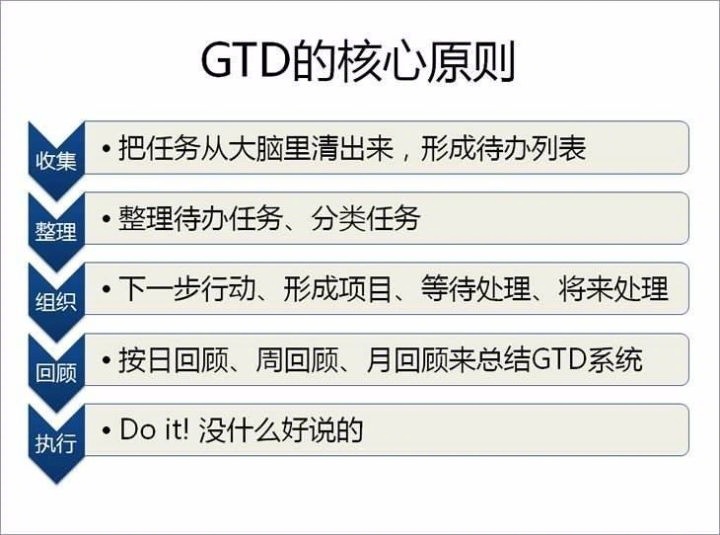 GTD的核心原则
收集
• 把任务从大脑里清出来，形成待办列表
整理
• 整理待办任务、分类任务
组织
• 下一步行动、形成项目、等待处理、将来处理
回顾
• 按日回顾、周回顾、月回顾来总结GTD系统
执行
• Do it! 没什么好说的